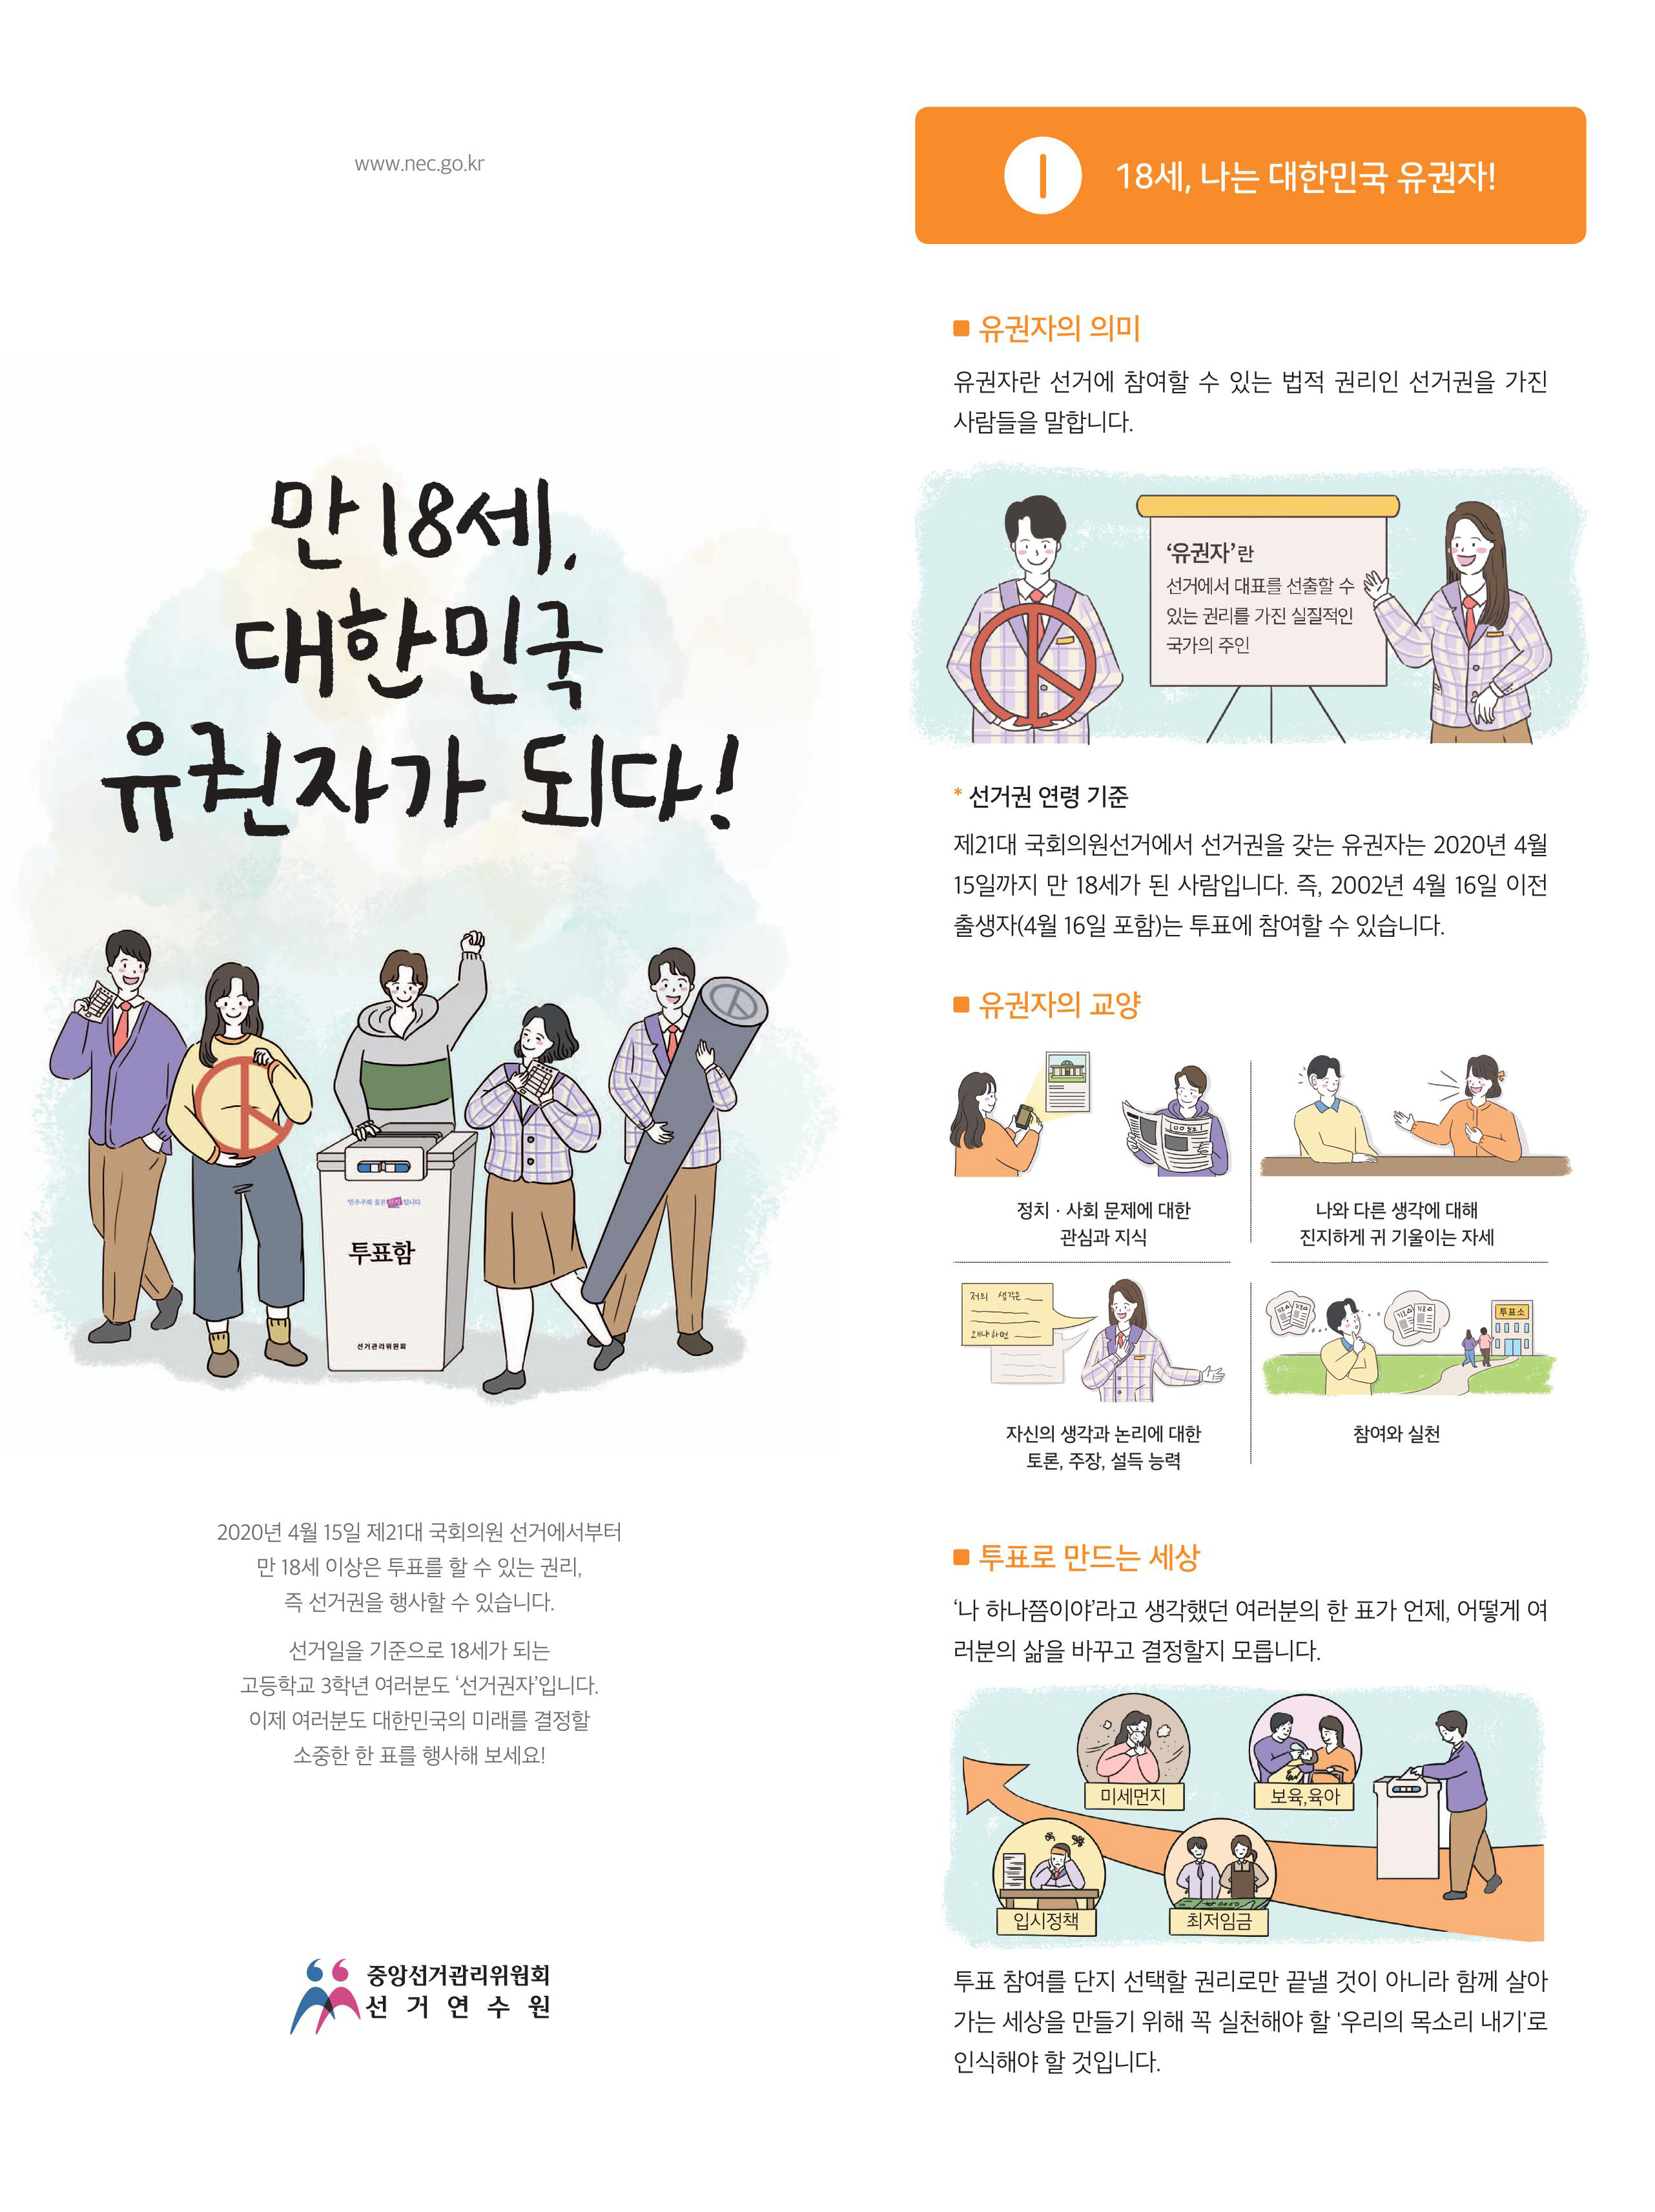 www.nec.go.kr
만 18세,
대한민국
유권자가 되다!
민주주의 꽃은 선거입니다
투표함
선거관리위원회
2020년 4월 15일 제21대 국회의원 선거에서부터
만 18세 이상은 투표를 할 수 있는 권리,
즉 선거권을 행사할 수 있습니다.
선거일을 기준으로 18세가 되는
고등학교 3학년 여러분도 ‘선거권자’입니다.
이제 여러분도 대한민국의 미래를 결정할
소중한 한 표를 행사해 보세요!
중앙선거관리위원회
선거연수원
Ⅰ 18세, 나는 대한민국 유권자!
■ 유권자의 의미
유권자란 선거에 참여할 수 있는 법적 권리인 선거권을 가진
사람들을 말합니다.
‘유권자’란
선거에서 대표를 선출할 수
있는 권리를 가진 실질적인
국가의 주인
* 선거권 연령 기준
제21대 국회의원선거에서 선거권을 갖는 유권자는 2020년 4월
15일까지 만 18세가 된 사람입니다. 즉, 2002년 4월 16일 이전
출생자(4월 16일 포함)는 투표에 참여할 수 있습니다.
■ 유권자의 교양
정치 · 사회 문제에 대한
관심과 지식
나와 다른 생각에 대해
진지하게 귀 기울이는 자세
저의 생각은
왜냐하면
투표소
자신의 생각과 논리에 대한
토론, 주장, 설득 능력
참여와 실천
■ 투표로 만드는 세상
‘나 하나쯤이야’라고 생각했던 여러분의 한 표가 언제, 어떻게 여
러분의 삶을 바꾸고 결정할지 모릅니다.
미세먼지
보육,육아
입시정책
최저임금
투표 참여를 단지 선택할 권리로만 끝낼 것이 아니라 함께 살아
가는 세상을 만들기 위해 꼭 실천해야 할 '우리의 목소리 내기'로
인식해야 할 것입니다.